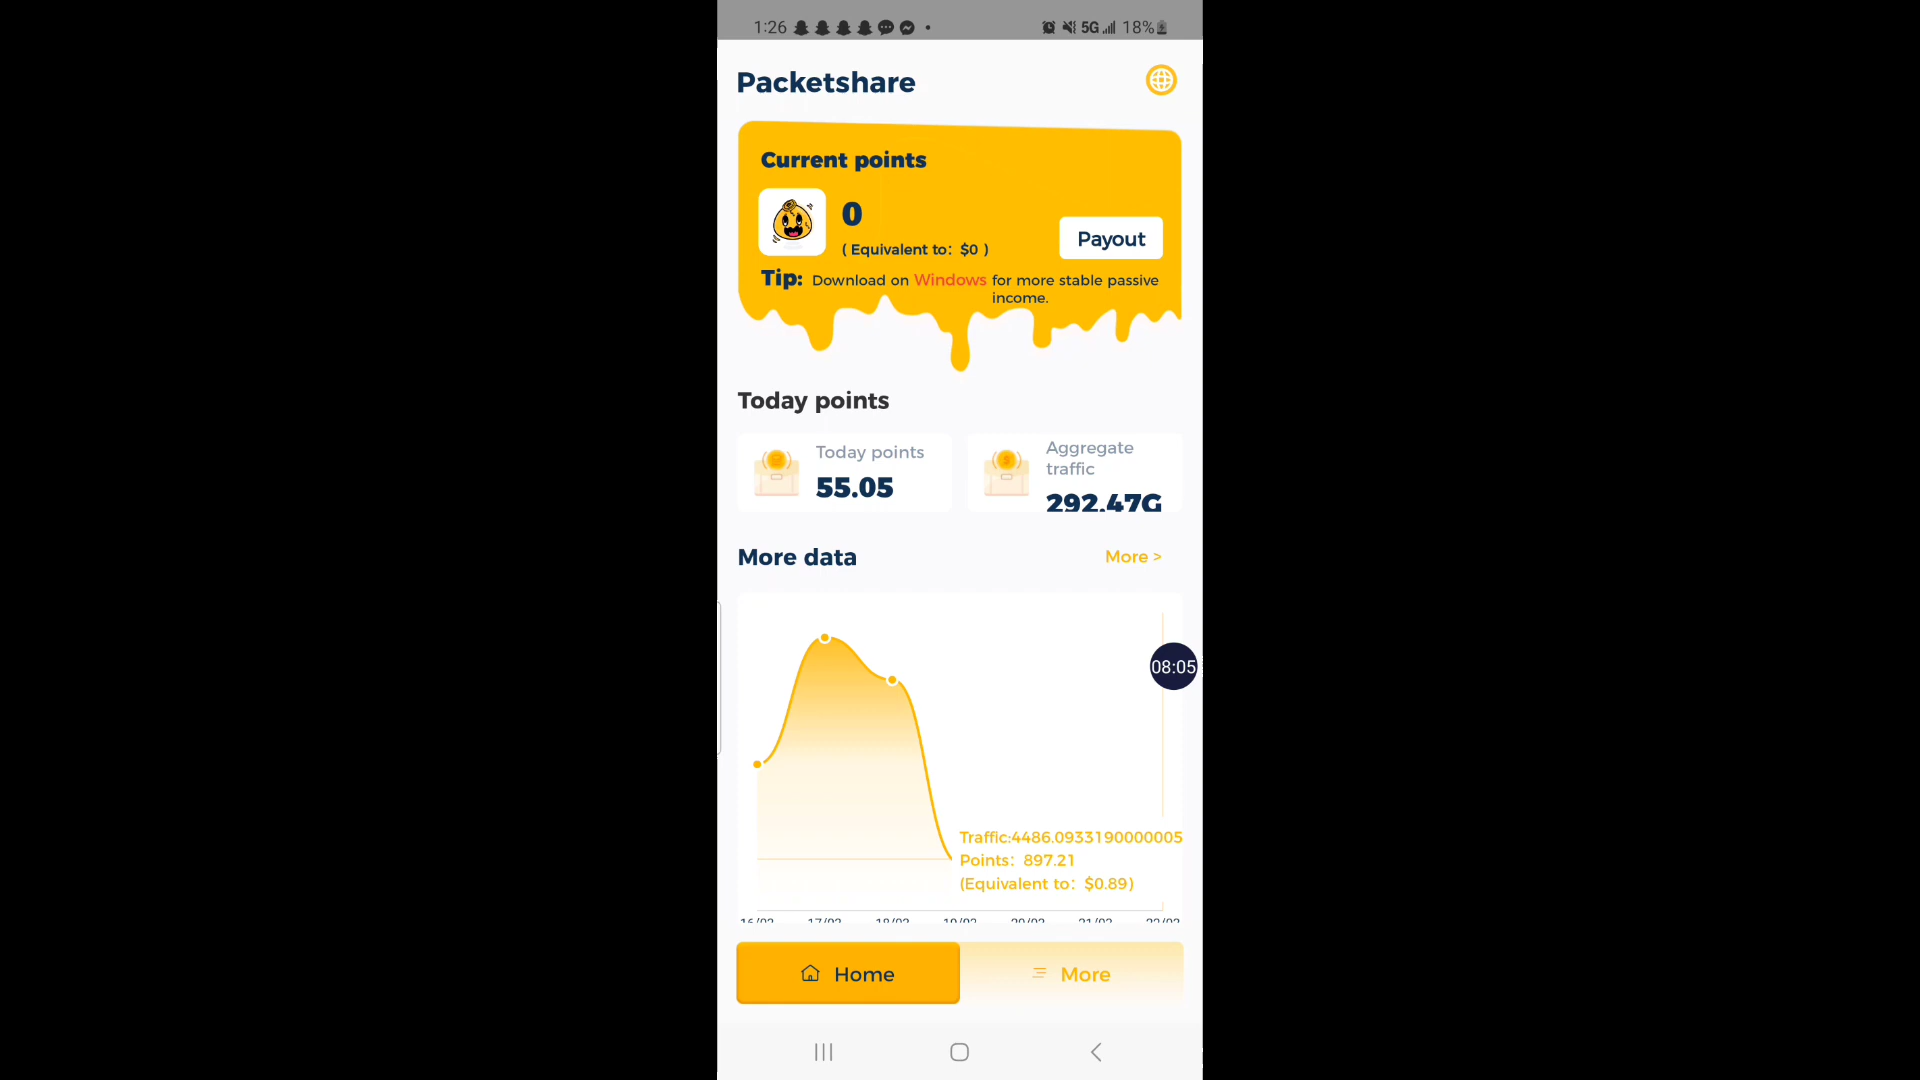 1:26
5G 18%
Packetshare
Current points
0
( Equivalent to: $0 )
Payout
Tip: Download on Windows for more stable passive
income.
Today points
Today points
55.05
Aggregate
traffic
292.47G
More data
More >
08:05
Traffic:4486.0933190000005
Points: 897.21
(Equivalent to: $0.89)
Home
More